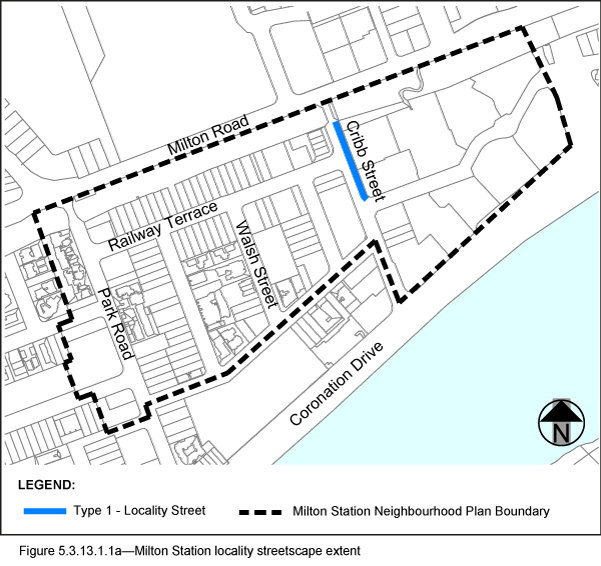 Milton Road
Cribb Street
Railway Terrace
Walsh Street
Park Road
Coronation Drive
N
LEGEND:
Type 1 - Locality Street
Milton Station Neighbourhood Plan Boundary
Figure 5.3.13.1.1a—Milton Station locality streetscape extent